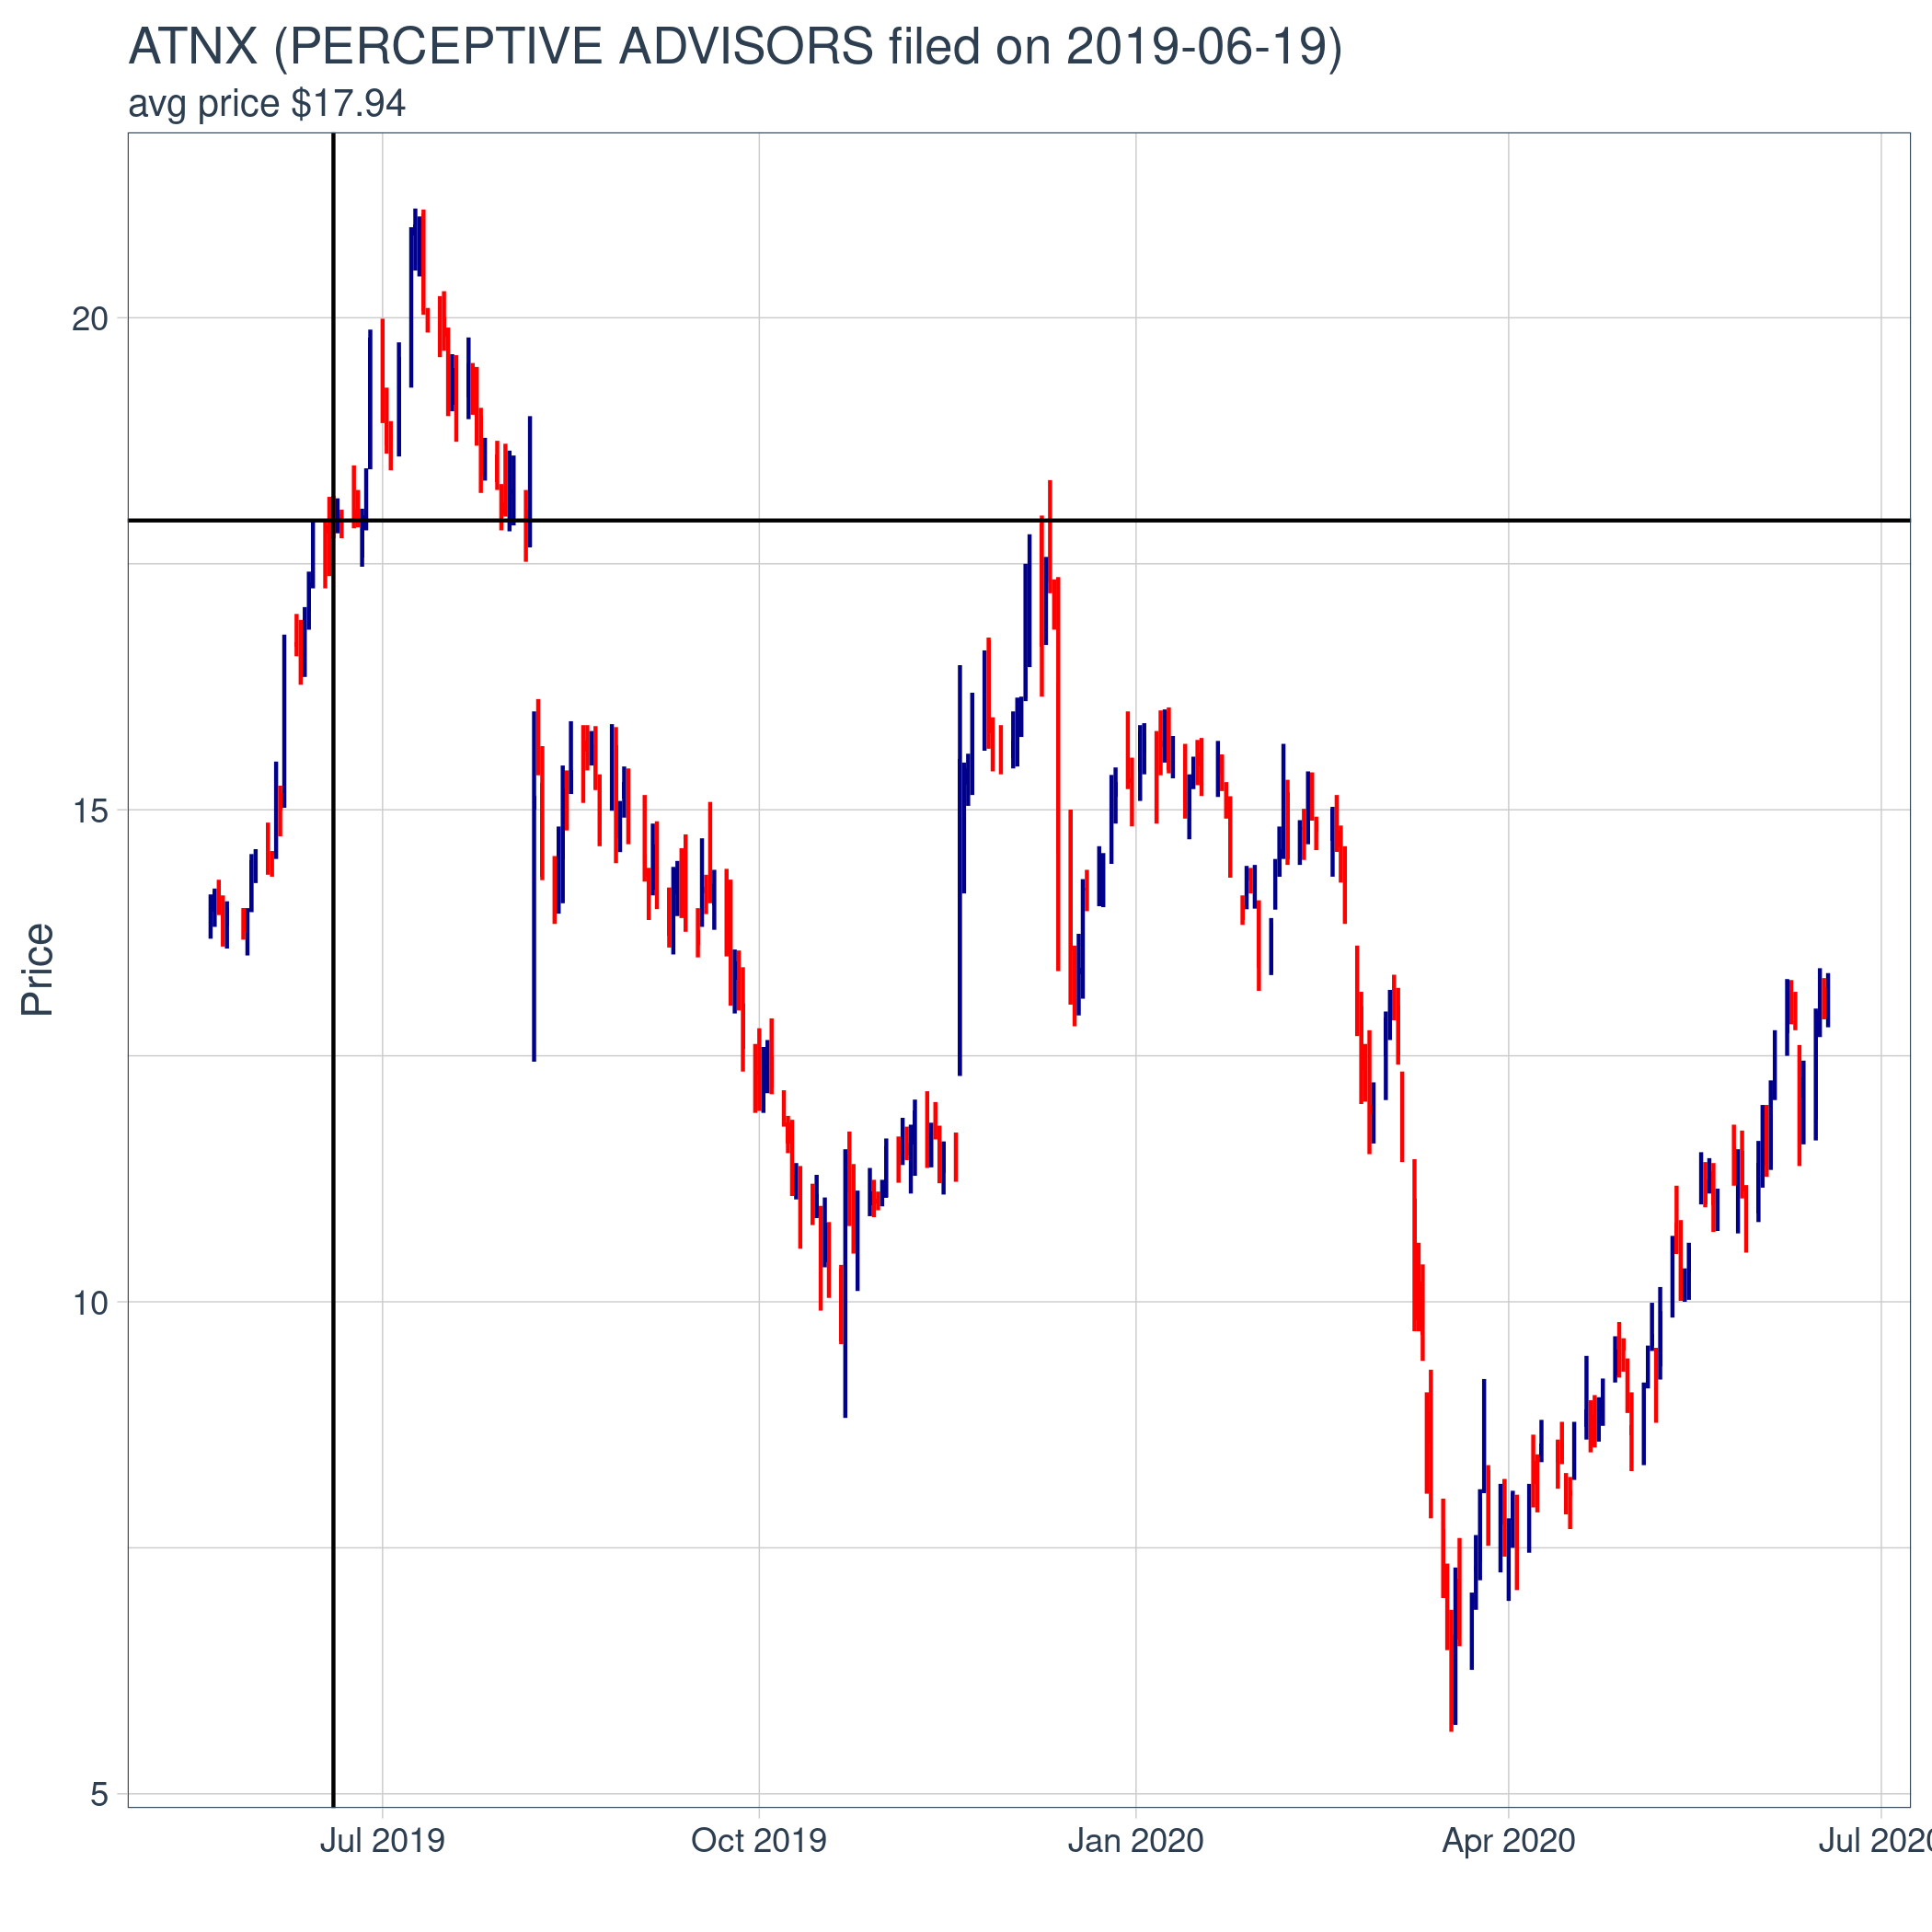 ATNX (PERCEPTIVE ADVISORS filed on 2019-06-19)
avg price $17.94
Price
20
15
10
5
Jul 2019 Oct 2019 Jan 2020 Apr 2020 Jul 2020